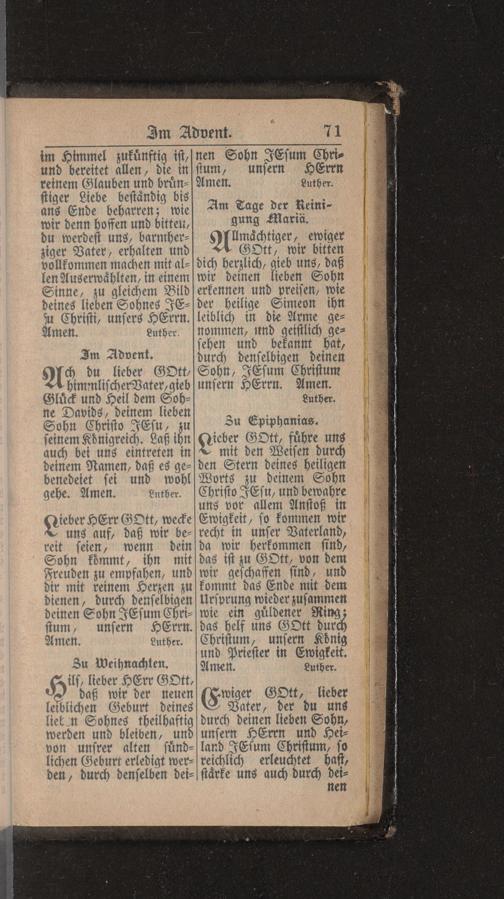 Im Advent. 71
im Himmel zukünftig ist,
und bereitet allen, die in
reinem Glauben und brün-
stiger Liebe beständig bis
ans Ende beharren; wie
wir denn hoffen und bitten,
du werdest uns, barmher-
ziger Vater, erhalten und
vollkommen machen mit al-
len Auserwählten, in einem
Sinne, zu gleichem Bild
deines lieben Sohnes JE-
su Christi, unsers HErrn.
Amen. Luther.
Im Advent.
Ach du lieber GOtt,
himmlischer Vater, gieb
Glück und Heil dem Soh-
ne Davids, deinem lieben
Sohn Christo JEsu, zu
seinem Königreich. Laß ihn
auch bei uns eintreten in
deinem Namen, daß es ge-
benedeiet sei und wohl
gehe. Amen. Luther.
Lieber HErr GOtt, wecke
uns auf, daß wir be-
reit seien, wenn dein
Sohn kömmt, ihn mit
Freuden zu empfahen, und
dir mit reinem Herzen zu
dienen, durch denselbigen
deinen Sohn JEsum Chri-
stum, unsern HErrn.
Amen. Luther.
Zu Weihnachten.
Hilf, lieber HErr GOtt,
daß wir der neuen
leiblichen Geburt deines
lieben Sohnes theilhaftig
werden und bleiben, und
von unsrer alten sünd-
lichen Geburt erledigt wer-
den, durch denselben dei-
nen Sohn JEsum Chri-
stum, unsern HErrn
Amen. Luther.
Am Tage der Reini-
gung Mariä.
Allmächtiger, ewiger
GOtt, wir bitten
dich herzlich, gieb uns, daß
wir deinen lieben Sohn
erkennen und preisen, wie
der heilige Simeon ihn
leiblich in die Arme ge-
nommen, und geistlich ge-
sehen und bekannt hat,
durch denselbigen deinen
Sohn, JEsum Christum
unsern HErrn. Amen.
Luther.
Zu Epiphanias.
Lieber GOtt, führe uns
mit den Weisen durch
den Stern deines heiligen
Worts zu deinem Sohn
Christo JEsu, und bewahre
uns vor allem Anstoß in
Ewigkeit, so kommen wir
recht in unser Vaterland,
da wir herkommen sind,
das ist zu GOtt, von dem
wir geschaffen sind, und
kommt das Ende mit dem
Ursprung wieder zusammen
wie ein güldener Ring;
das helf uns GOtt durch
Christum, unsern König
und Priester in Ewigkeit.
Amen. Luther.
Ewiger GOtt, lieber
Vater, der du uns
durch deinen lieben Sohn,
unsern HErrn und Hei-
land JEsum Christum, so
reichlich erleuchtet hast,
stärke uns auch durch dei-
nen